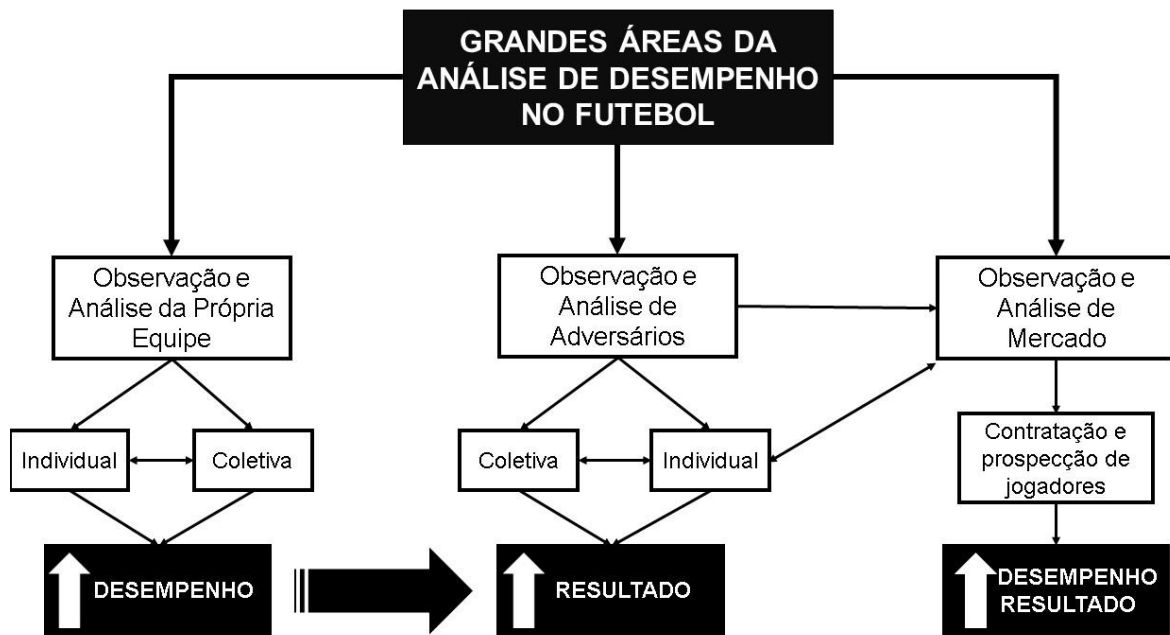 GRANDES ÁREAS DA
ANÁLISE DE DESEMPENHO
NO FUTEBOL
Observação e
Análise da Própria
Equipe
Observação e
Análise de
Adversários
Observação e
Análise de
Mercado
Individual
Coletiva
Coletiva
Individual
Contratação e
prospecção de
jogadores
DESEMPENHO
RESULTADO
DESEMPENHO
RESULTADO